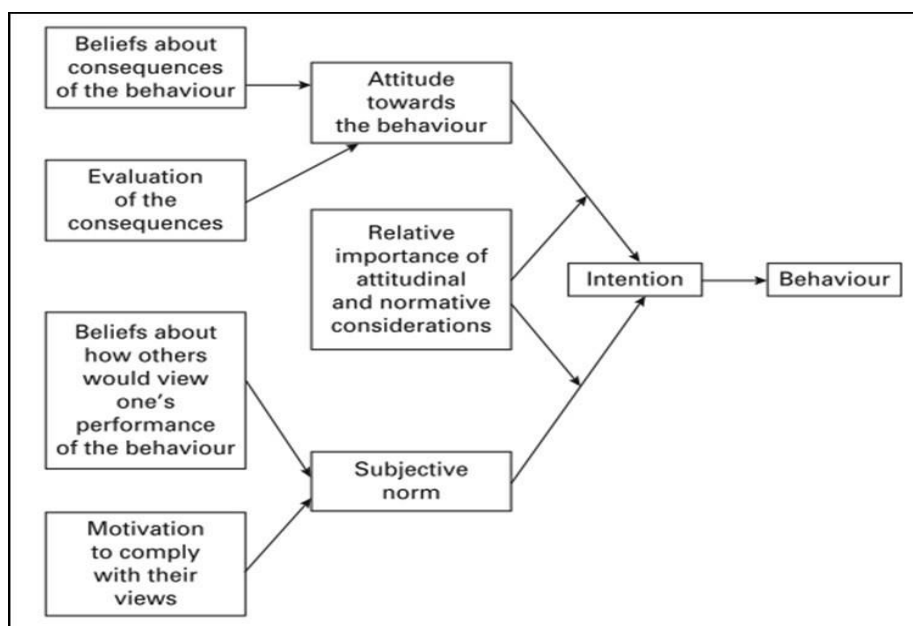 Beliefs about
consequences
of the behaviour
Attitude
towards
the behaviour
Evaluation
of the
consequences
Relative
importance of
attitudinal
and normative
considerations
Intention
Behaviour
Beliefs about
how others
would view
one's
performance
of the behaviour
Subjective
norm
Motivation
to comply
with their
views